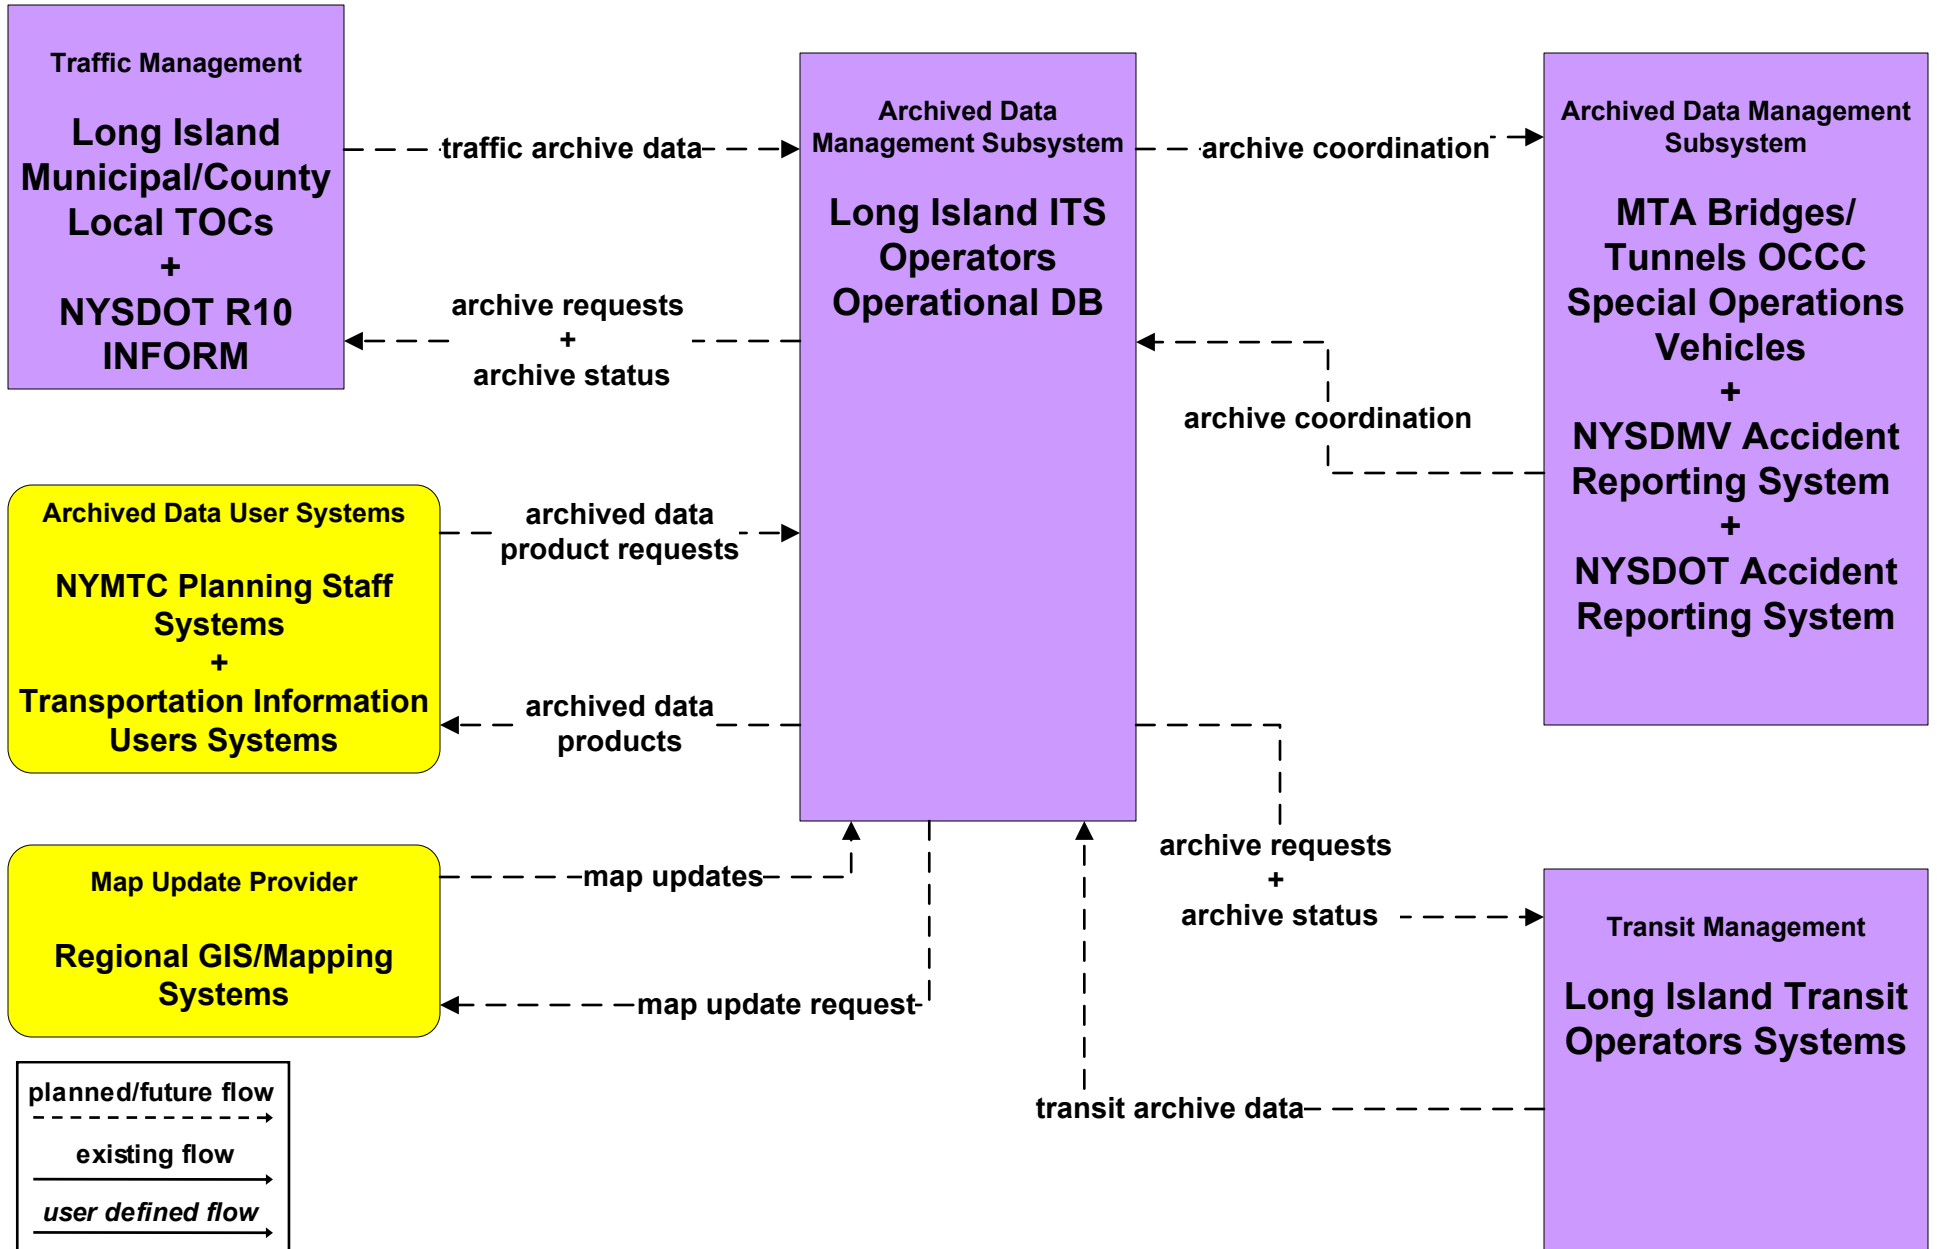 Traffic Management
Long Island
Municipal/County
Local TOCs
+
NYSDOT R10
INFORM
traffic archive data
archive requests
+
archive status
Archived Data
Management Subsystem
Long Island ITS
Operators
Operational DB
archive coordination
archive coordination
Archived Data Management
Subsystem
MTA Bridges/
Tunnels OCCC
Special Operations
Vehicles
+
NYSDMV Accident
Reporting System
+
NYSDOT Accident
Reporting System
Archived Data User Systems
NYMTC Planning Staff
Systems
+
Transportation Information
Users Systems
archived data
product requests
archived data
products
Map Update Provider
Regional GIS/Mapping
Systems
map updates
map update request
archive requests
+
archive status
transit archive data
Transit Management
Long Island Transit
Operators Systems
planned/future flow
existing flow
user defined flow